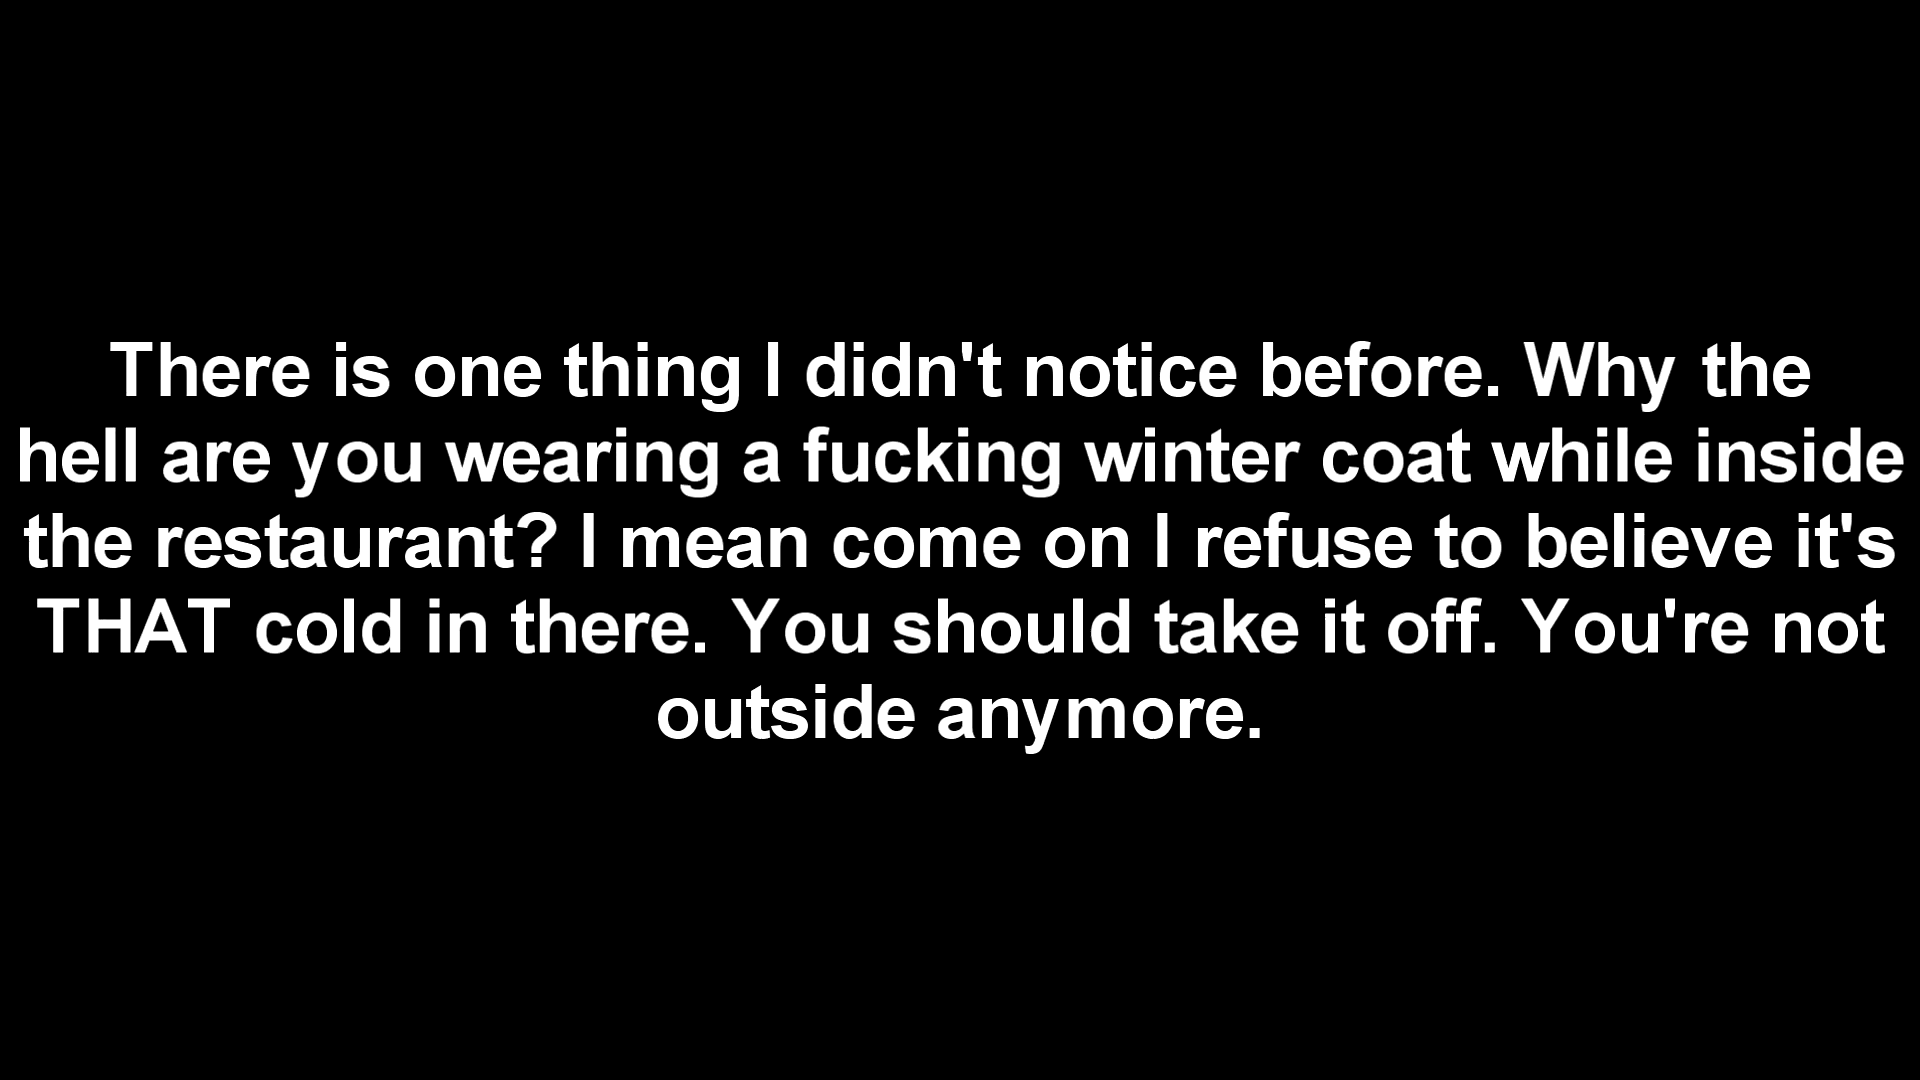 There is one thing I didn't notice before. Why the
hell are you wearing a fucking winter coat while inside
the restaurant? I mean come on I refuse to believe it's
THAT cold in there. You should take it off. You're not
outside anymore.